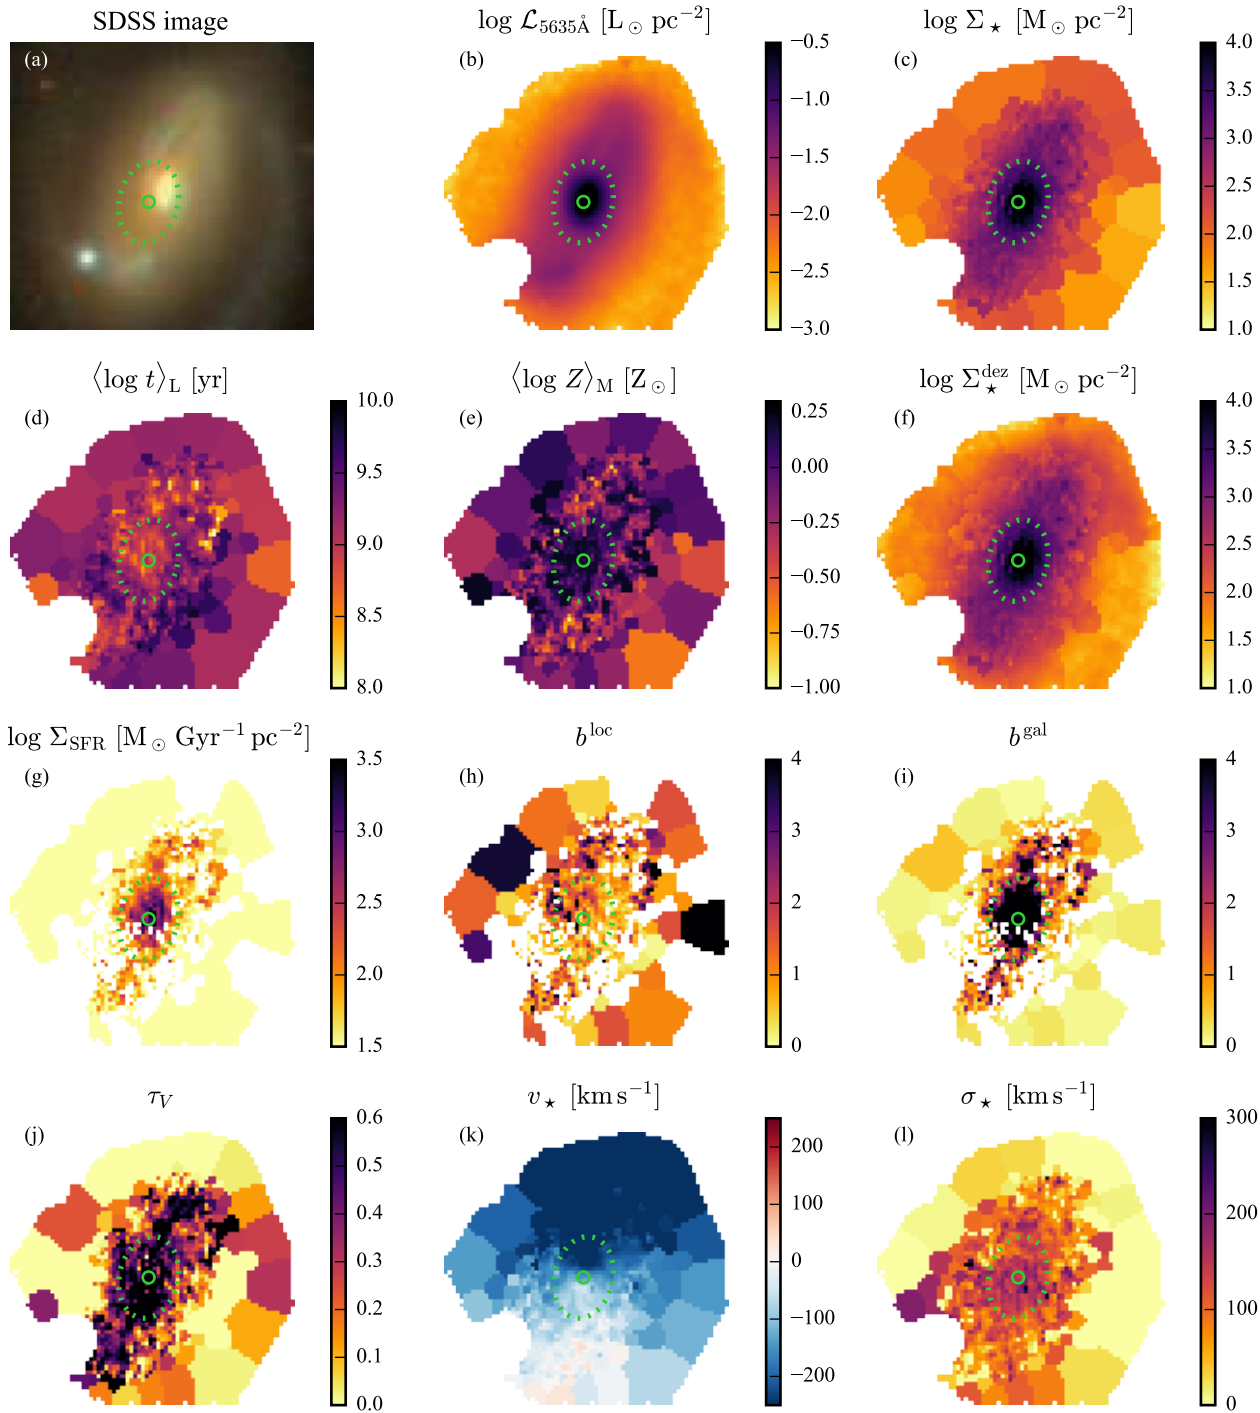 SDSS image
log ℒ₅₆₃₅Å [L⊙ pc⁻²]
log Σ⋆ [M⊙ pc⁻²]
(a)
(b)
−0.5
−1.0
−1.5
−2.0
−2.5
−3.0
(c)
4.0
3.5
3.0
2.5
2.0
1.5
1.0
⟨log t⟩L [yr]
⟨log Z⟩M [Z⊙]
log Σ⋆ᵈᵉᶻ [M⊙ pc⁻²]
(d)
10.0
9.5
9.0
8.5
8.0
(e)
0.25
0.00
−0.25
−0.50
−0.75
−1.00
(f)
4.0
3.5
3.0
2.5
2.0
1.5
1.0
log ΣSFR [M⊙ Gyr⁻¹ pc⁻²]
bˡᵒᶜ
bᵍᵃˡ
(g)
3.5
3.0
2.5
2.0
1.5
(h)
4
3
2
1
0
(i)
4
3
2
1
0
τV
v⋆ [km s⁻¹]
σ⋆ [km s⁻¹]
(j)
0.6
0.5
0.4
0.3
0.2
0.1
0.0
(k)
200
100
0
−100
−200
(l)
300
200
100
0